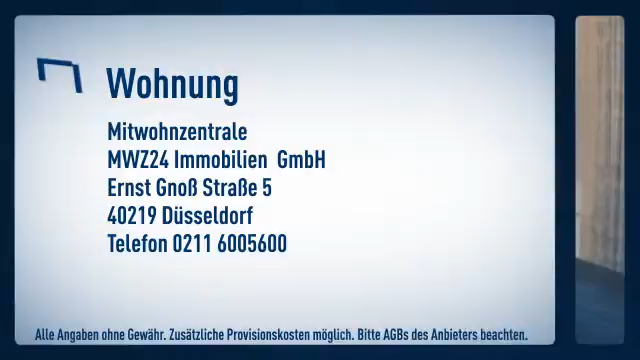 Wohnung
Mitwohnzentrale
MWZ24 Immobilien GmbH
Ernst Gnoß Straße 5
40219 Düsseldorf
Telefon 0211 6005600
Alle Angaben ohne Gewähr. Zusätzliche Provisionskosten möglich. Bitte AGBs des Anbieters beachten.